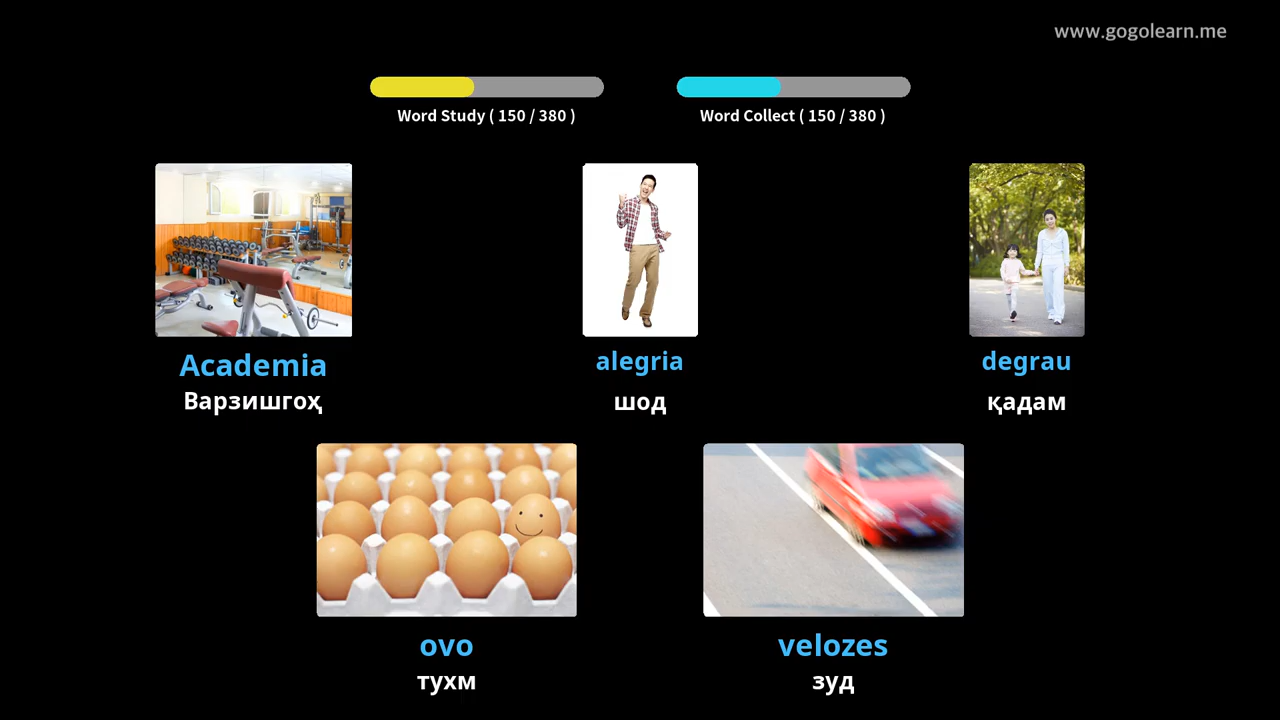 www.gogolearn.me
Word Study ( 150 / 380 )
Word Collect ( 150 / 380 )
Academia
Варзишгоҳ
alegria
шод
degrau
қадам
ovo
тухм
velozes
зуд